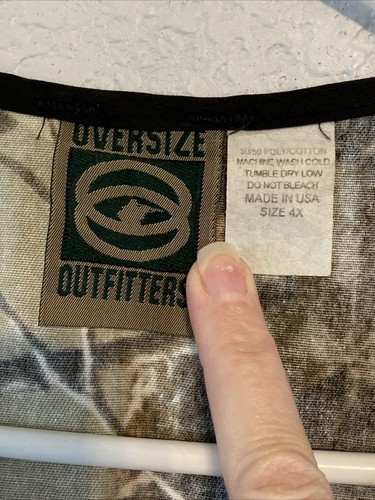 OVERSIZE
OUTFITTERS
50/50 POLY/COTTON
MACHINE WASH COLD
TUMBLE DRY LOW
DO NOT BLEACH
MADE IN USA
SIZE 4X